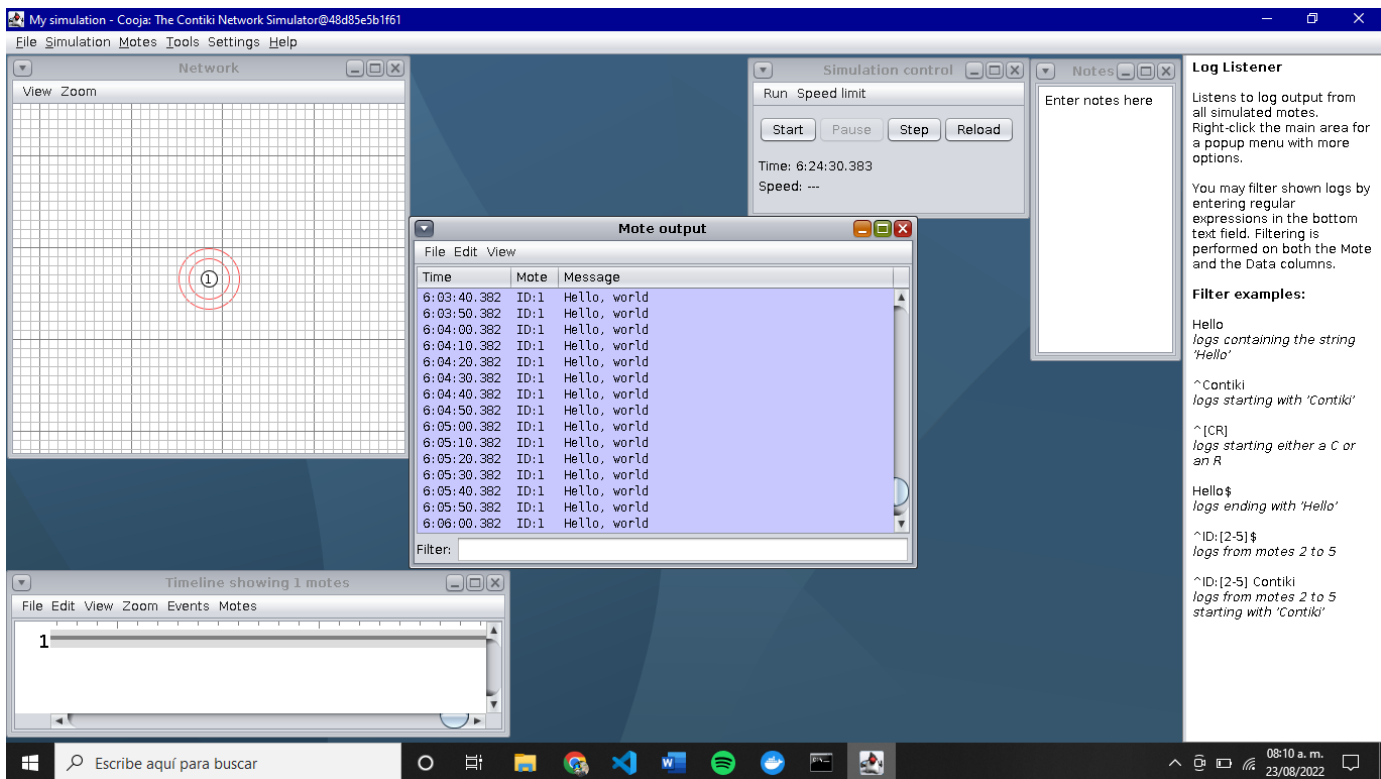 My simulation - Cooja: The Contiki Network Simulator@48d85e5b1f61
File Simulation Motes Tools Settings Help
Network
View Zoom
1
Simulation control
Run Speed limit
Start Pause Step Reload
Time: 6:24:30.383
Speed: ---
Notes
Enter notes here
Mote output
File Edit View
Time Mote Message
6:03:40.382 ID:1 Hello, world
6:03:50.382 ID:1 Hello, world
6:04:00.382 ID:1 Hello, world
6:04:10.382 ID:1 Hello, world
6:04:20.382 ID:1 Hello, world
6:04:30.382 ID:1 Hello, world
6:04:40.382 ID:1 Hello, world
6:04:50.382 ID:1 Hello, world
6:05:00.382 ID:1 Hello, world
6:05:10.382 ID:1 Hello, world
6:05:20.382 ID:1 Hello, world
6:05:30.382 ID:1 Hello, world
6:05:40.382 ID:1 Hello, world
6:05:50.382 ID:1 Hello, world
6:06:00.382 ID:1 Hello, world
Filter:
Timeline showing 1 motes
File Edit View Zoom Events Motes
1
Log Listener
Listens to log output from
all simulated motes.
Right-click the main area for
a popup menu with more
options.
You may filter shown logs by
entering regular
expressions in the bottom
text field. Filtering is
performed on both the Mote
and the Data columns.
Filter examples:
Hello
logs containing the string
'Hello'
^Contiki
logs starting with 'Contiki'
^[CR]
logs starting either a C or
an R
Hello$
logs ending with 'Hello'
^ID:[2-5]$
logs from motes 2 to 5
^ID:[2-5] Contiki
logs from motes 2 to 5
starting with 'Contiki'
Escribe aquí para buscar
08:10 a. m.
23/08/2022